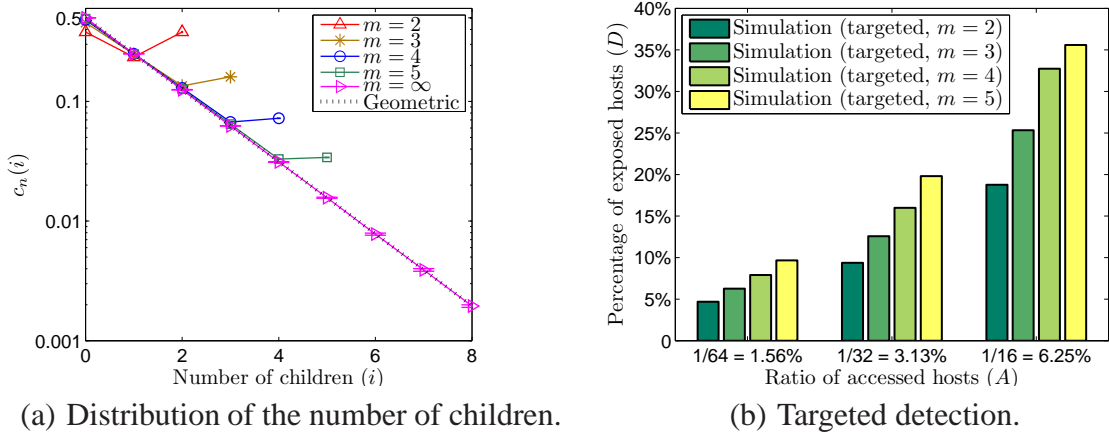 0.5
0.1
0.01
0.001
c_n(i)
0 2 4 6 8
Number of children (i)
m = 2
m = 3
m = 4
m = 5
m = ∞
Geometric
(a) Distribution of the number of children.
40%
35%
30%
25%
20%
15%
10%
5%
0
Percentage of exposed hosts (D)
Simulation (targeted, m = 2)
Simulation (targeted, m = 3)
Simulation (targeted, m = 4)
Simulation (targeted, m = 5)
1/64 = 1.56% 1/32 = 3.13% 1/16 = 6.25%
Ratio of accessed hosts (A)
(b) Targeted detection.